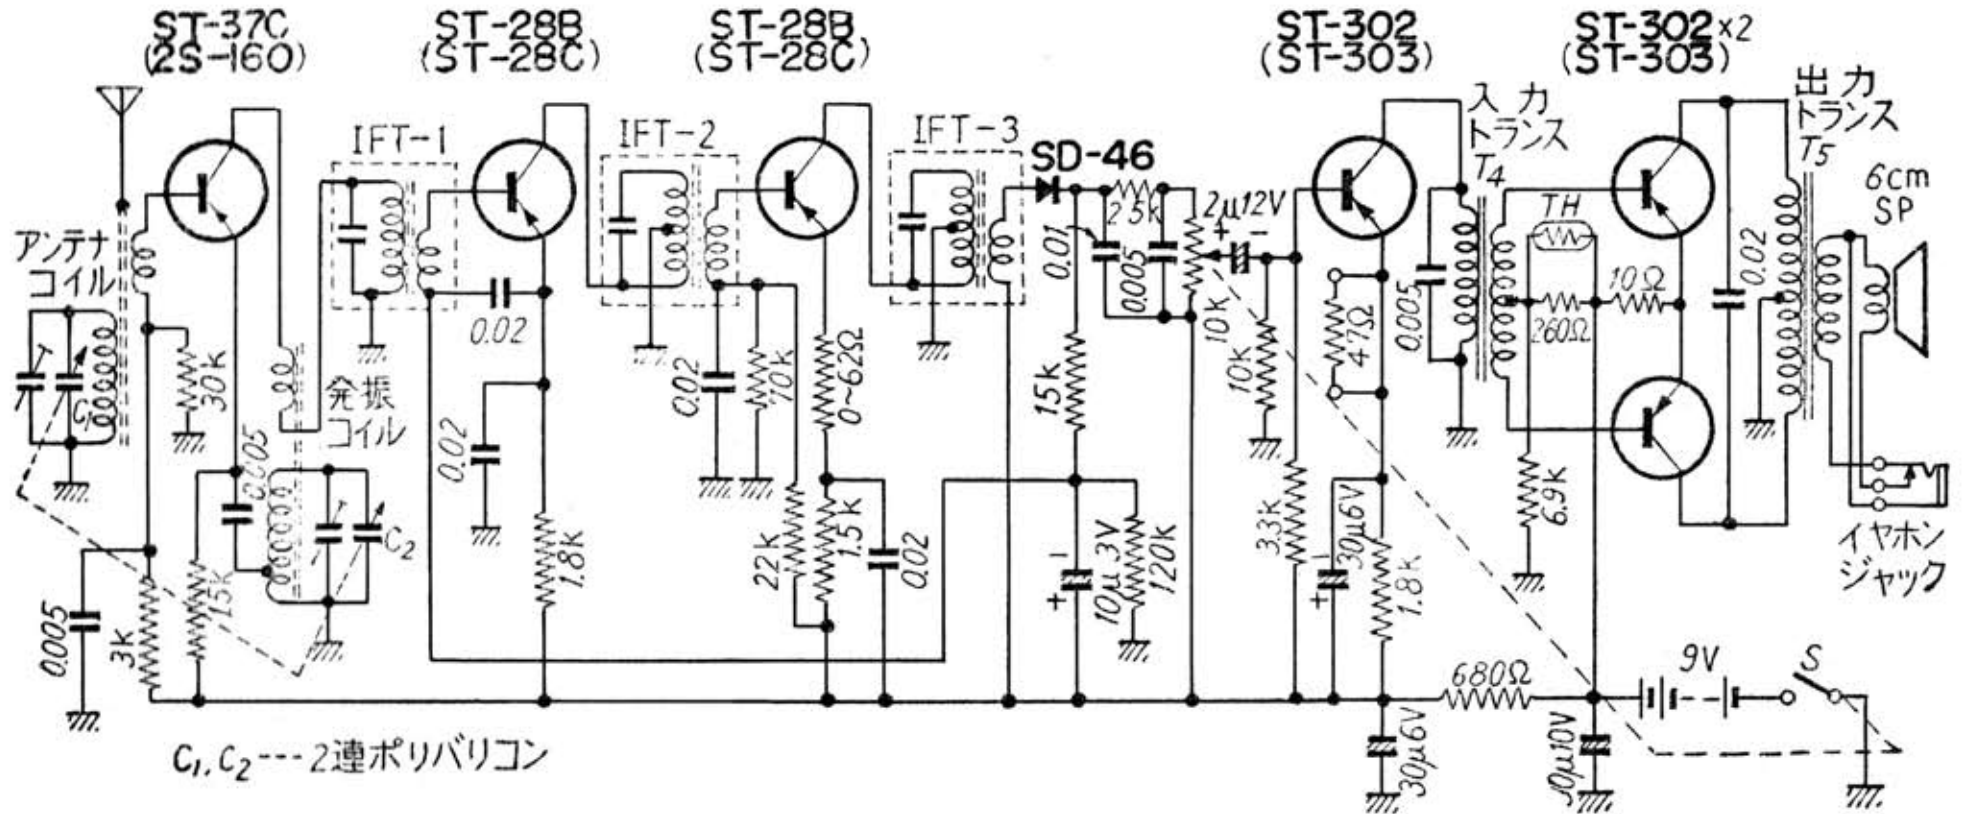 ST-37C
(2S-160)
ST-28B
(ST-28C)
ST-28B
(ST-28C)
ST-302
(ST-303)
ST-302×2
(ST-303)
IFT-1
IFT-2
IFT-3
SD-46
入力
トランス
T4
出力
トランス
T5
6cm
SP
アンテナ
コイル
C1
30k
発振
コイル
0.005
C2
15k
0.005
3k
0.02
0.02
1.8k
0.02
10k
0~62Ω
22k
1.5k
0.02
2.5k
0.01
0.005
2μ12V
+ -
10k
10k
15k
- 
+
10μ3V
120k
3.3k
47Ω
-
+
30μ6V
1.8k
0.005
TH
260Ω
10Ω
6.9k
0.02
イヤホン
ジャック
680Ω
9V
S
30μ6V
C1, C2---2連ポリバリコン